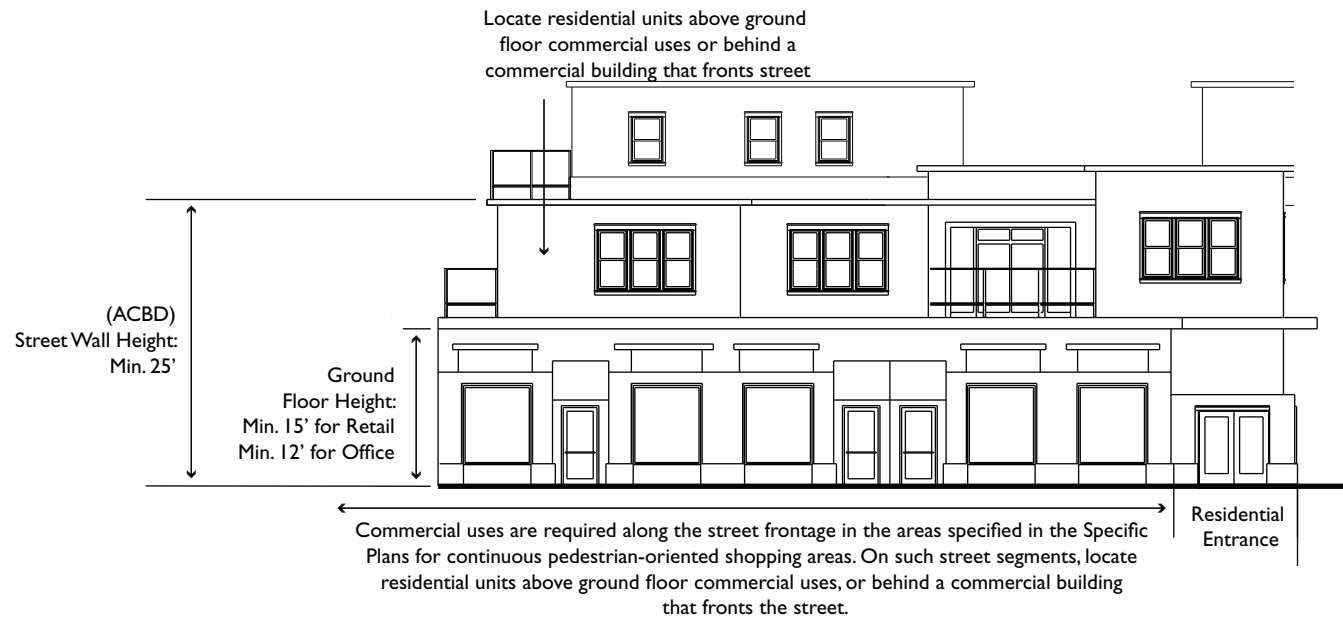 Locate residential units above ground
floor commercial uses or behind a
commercial building that fronts street
(ACBD)
Street Wall Height:
Min. 25’
Ground
Floor Height:
Min. 15’ for Retail
Min. 12’ for Office
Commercial uses are required along the street frontage in the areas specified in the Specific
Plans for continuous pedestrian-oriented shopping areas. On such street segments, locate
residential units above ground floor commercial uses, or behind a commercial building
that fronts the street.
Residential
Entrance